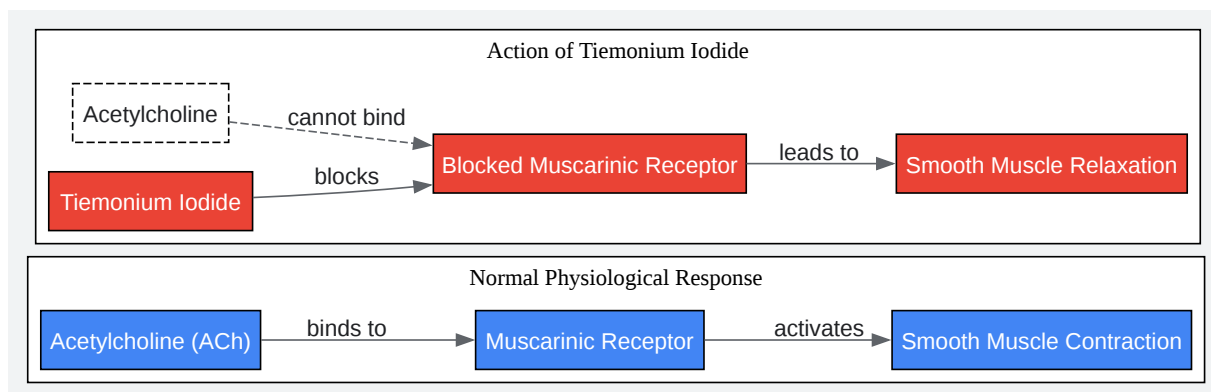 Action of Tiemonium Iodide
Acetylcholine
cannot bind
Blocked Muscarinic Receptor
leads to
Smooth Muscle Relaxation
blocks
Tiemonium Iodide
Normal Physiological Response
Acetylcholine (ACh)
binds to
Muscarinic Receptor
activates
Smooth Muscle Contraction